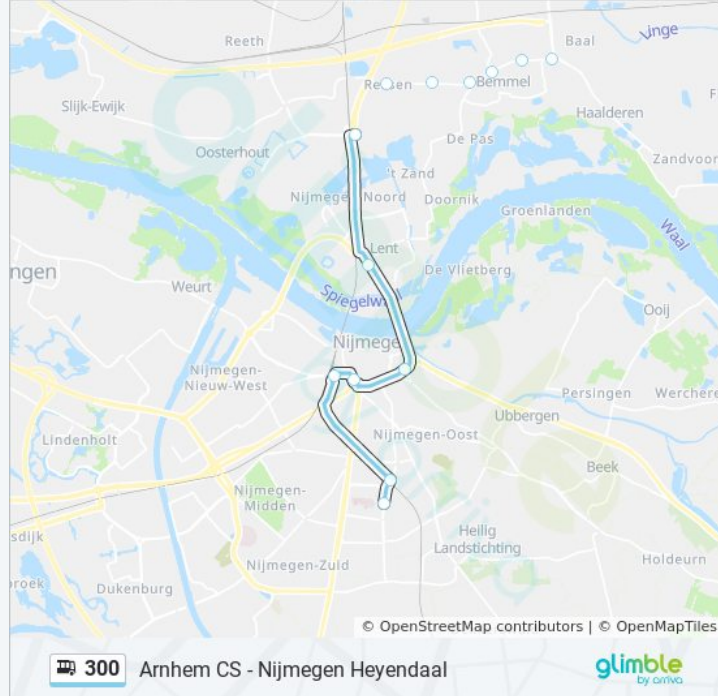 Baal
Linge
Reeth
Ressen
Bemmel
Slijk-Ewijk
Haalderen
De Pas
Oosterhout
't Zand
Zandvoor
Nijmegen Noord
Doornik
Groenlanden
Waal
Lent
De Vlietberg
ngen
Weurt
Spiegelwaal
Ooij
Nijmegen
Nijmegen-
Nieuw-West
Persingen
Wercheren
Ubbergen
Lindenholt
Nijmegen-Oost
Beek
Nijmegen-
Midden
Heilig
Landstichting
sdijk
Holdeurn
Nijmegen-Zuid
broek
Dukenburg
© OpenStreetMap contributors | © OpenMapTiles
300 Arnhem CS - Nijmegen Heyendaal
glimble
by arriva